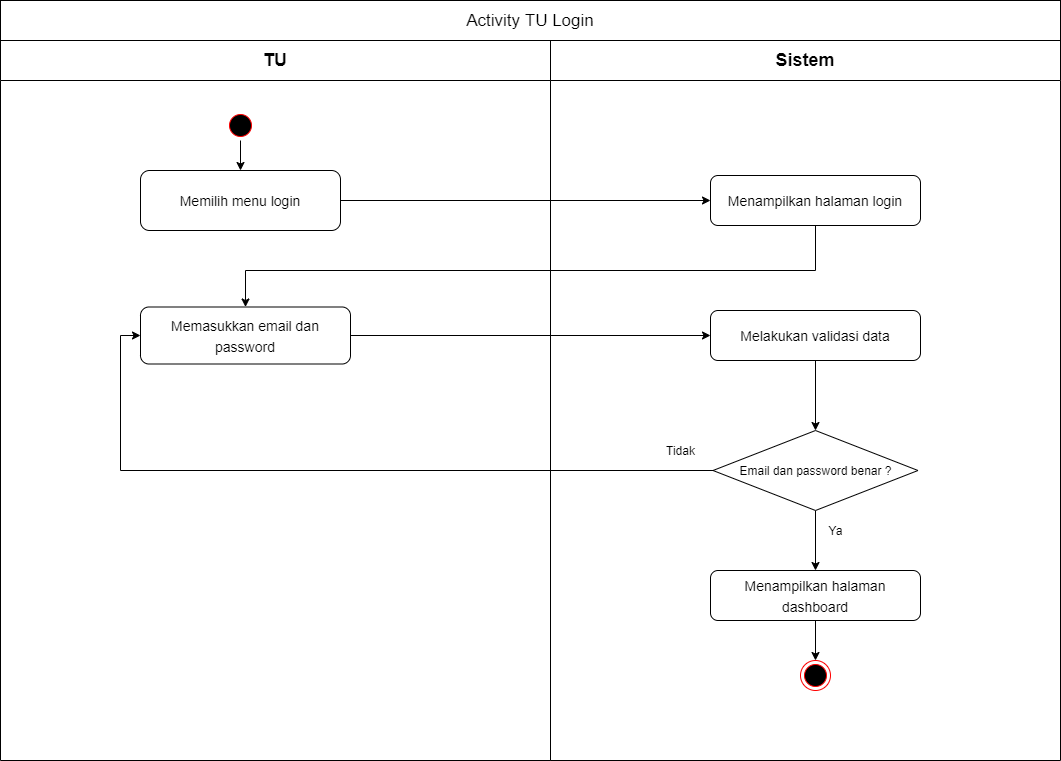 Activity TU Login
TU
Sistem
Memilih menu login
Menampilkan halaman login
Memasukkan email dan
password
Melakukan validasi data
Tidak
Email dan password benar ?
Ya
Menampilkan halaman
dashboard